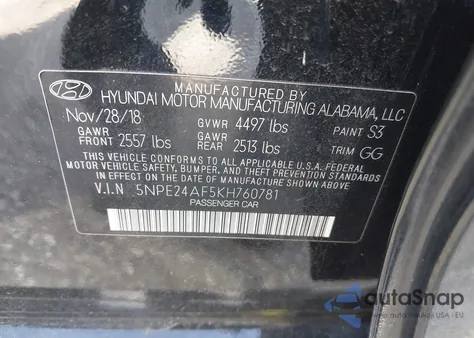 MANUFACTURED BY
HYUNDAI MOTOR MANUFACTURING ALABAMA, LLC
Nov/28/18 GVWR 4497 lbs PAINT S3
GAWR FRONT 2557 lbs GAWR REAR 2513 lbs TRIM GG
THIS VEHICLE CONFORMS TO ALL APPLICABLE U.S. FEDERAL
MOTOR VEHICLE SAFETY, BUMPER, AND THEFT PREVENTION
STANDARDS IN EFFECT ON THE DATE OF MANUFACTURE SHOWN ABOVE.
V.I.N 5NPE24AF5KH760781
PASSENGER CAR
autoSnap